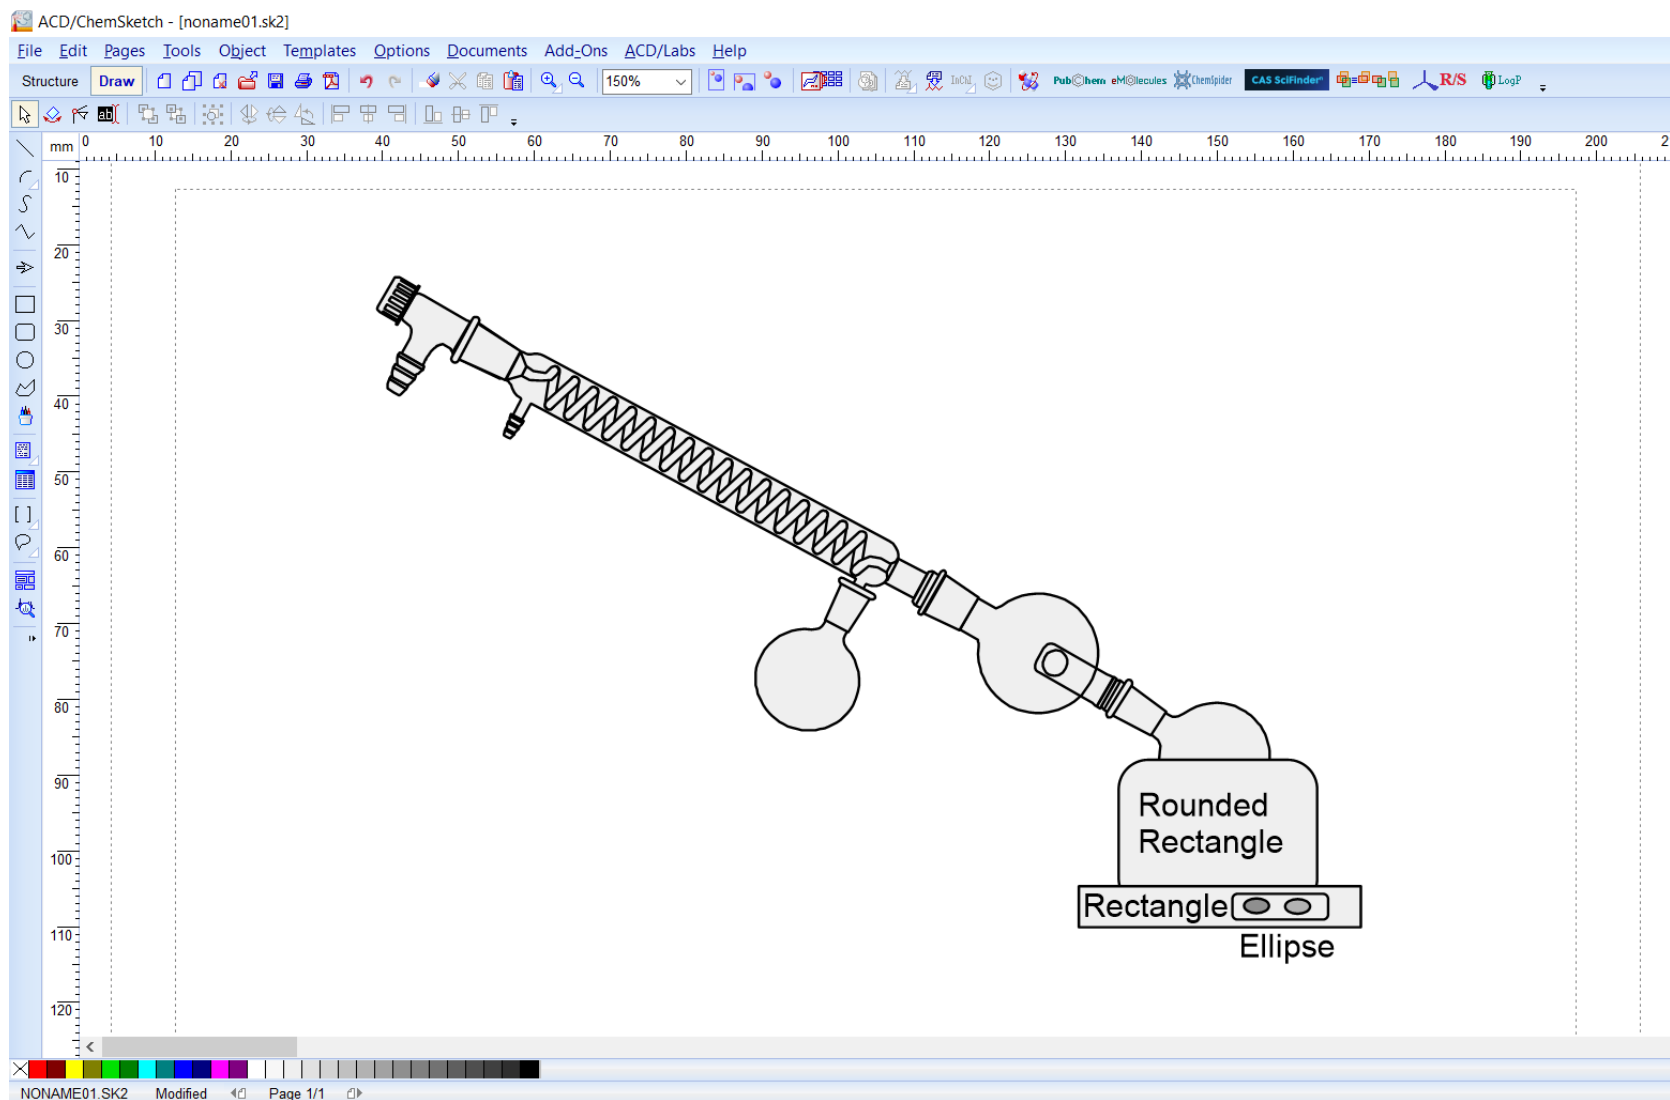 ACD/ChemSketch - [noname01.sk2]
File Edit Pages Tools Object Templates Options Documents Add-Ons ACD/Labs Help
Structure Draw 150% InChI PubChem eMolecules ChemSpider CAS SciFinder R/S LogP
mm 0 10 20 30 40 50 60 70 80 90 100 110 120 130 140 150 160 170 180 190 200 2
10
20
30
40
50
60
70
80
90
100
110
120
Rounded
Rectangle
Rectangle
Ellipse
NONAME01.SK2 Modified Page 1/1